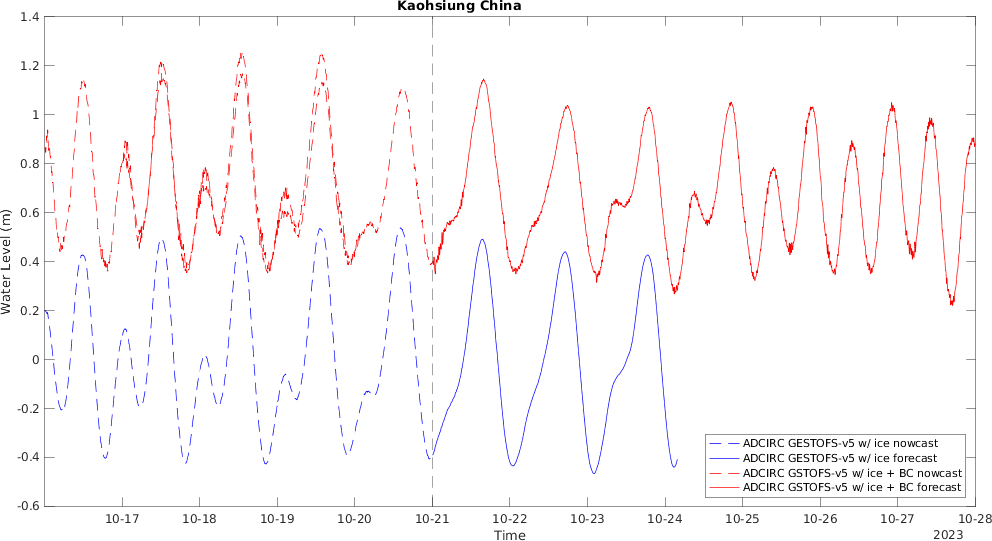 Kaohsiung China
1.4
1.2
1
0.8
0.6
0.4
0.2
0
-0.2
-0.4
-0.6
Water Level (m)
10-17 10-18 10-19 10-20 10-21 10-22 10-23 10-24 10-25 10-26 10-27 10-28
Time
2023
ADCIRC GESTOFS-v5 w/ ice nowcast
ADCIRC GESTOFS-v5 w/ ice forecast
ADCIRC GSTOFS-v5 w/ ice + BC nowcast
ADCIRC GSTOFS-v5 w/ ice + BC forecast